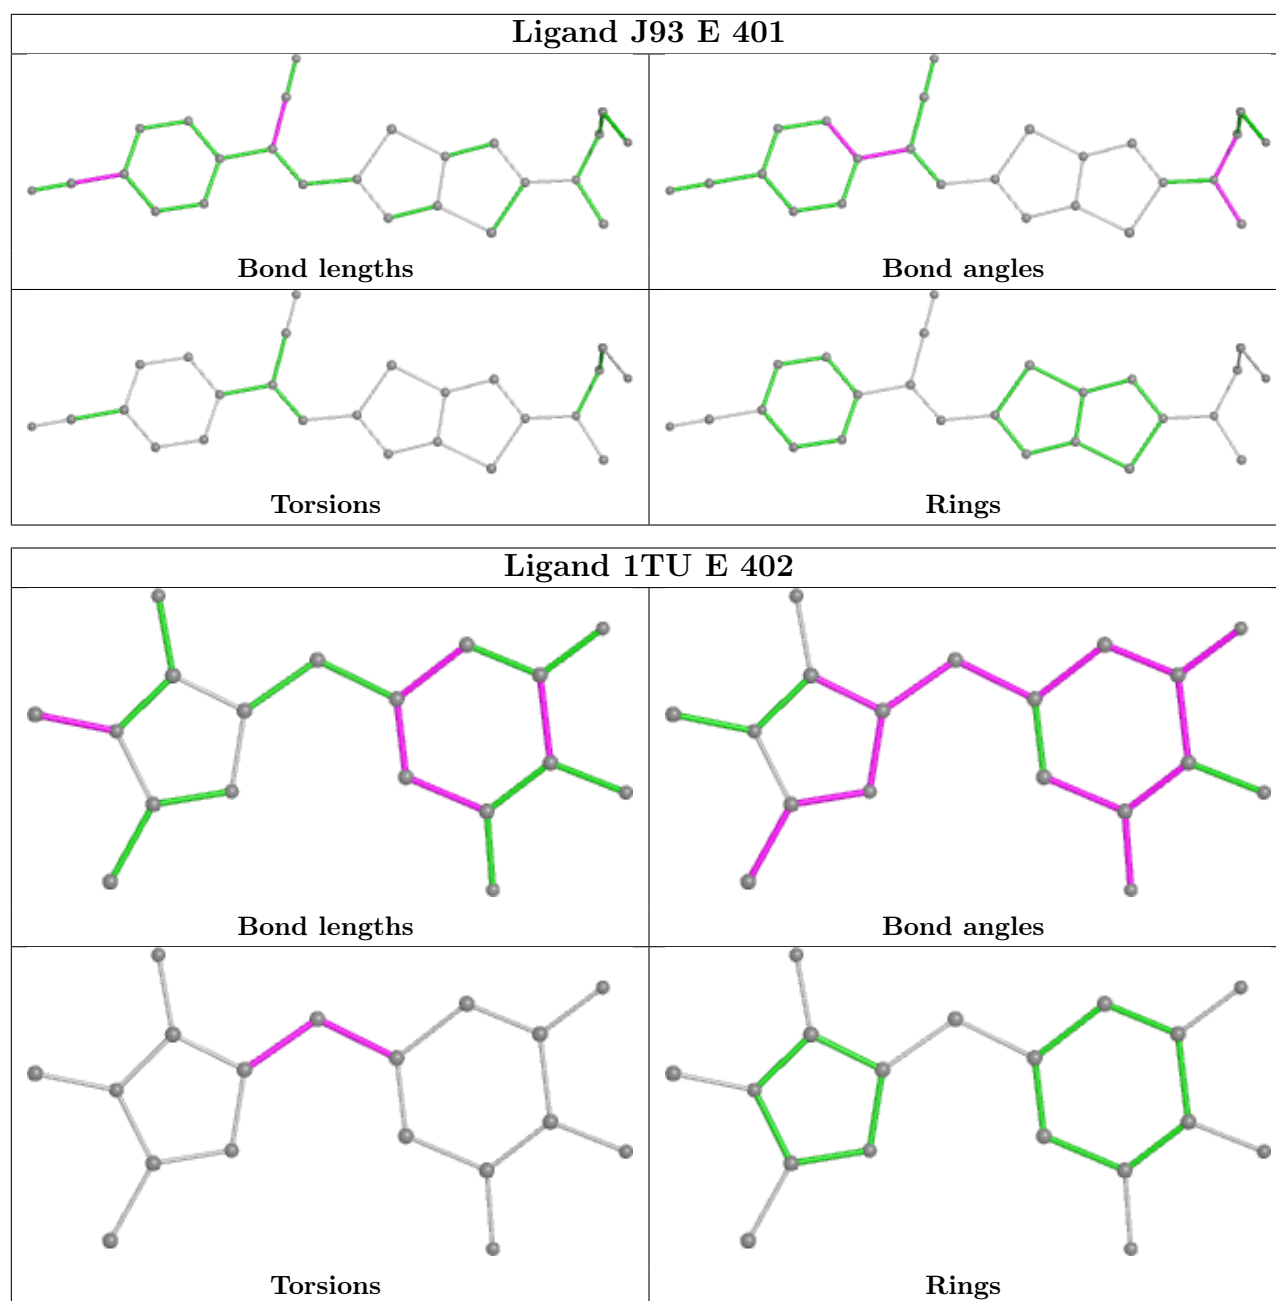 Ligand J93 E 401
Bond lengths
Bond angles
Torsions
Rings
Ligand 1TU E 402
Bond lengths
Bond angles
Torsions
Rings